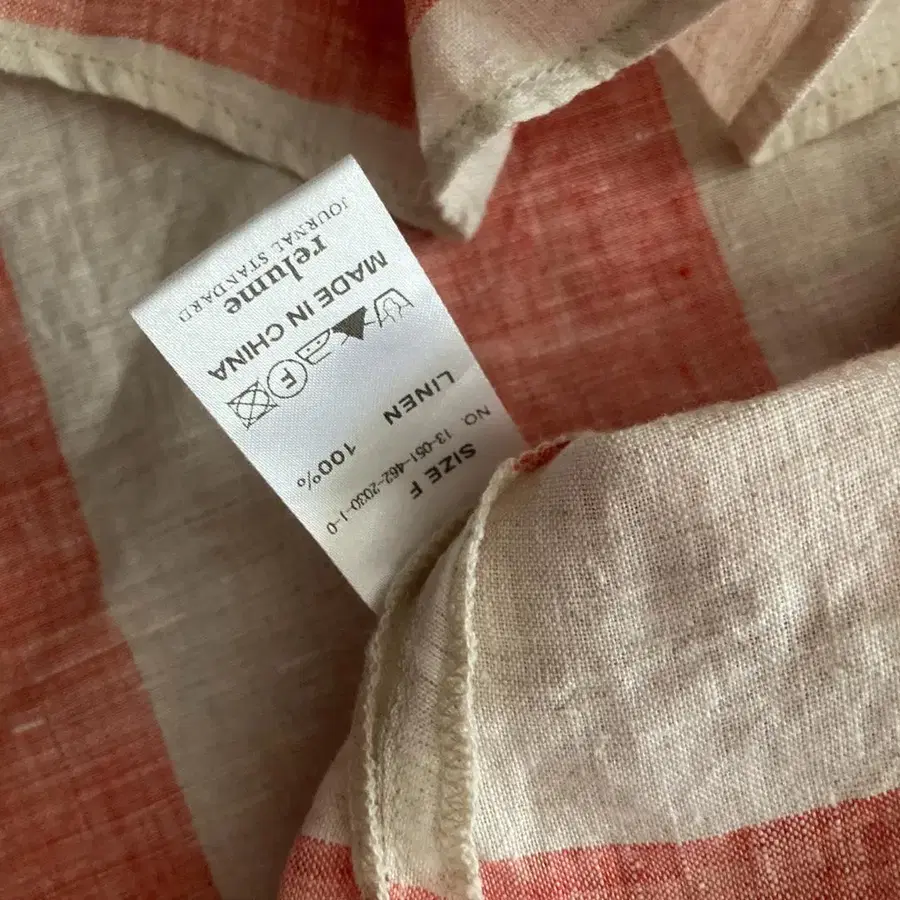 SIZE F
NO. 13-051-462-2030-1-0
LINEN 100%
F
MADE IN CHINA
relume
JOURNAL STANDARD